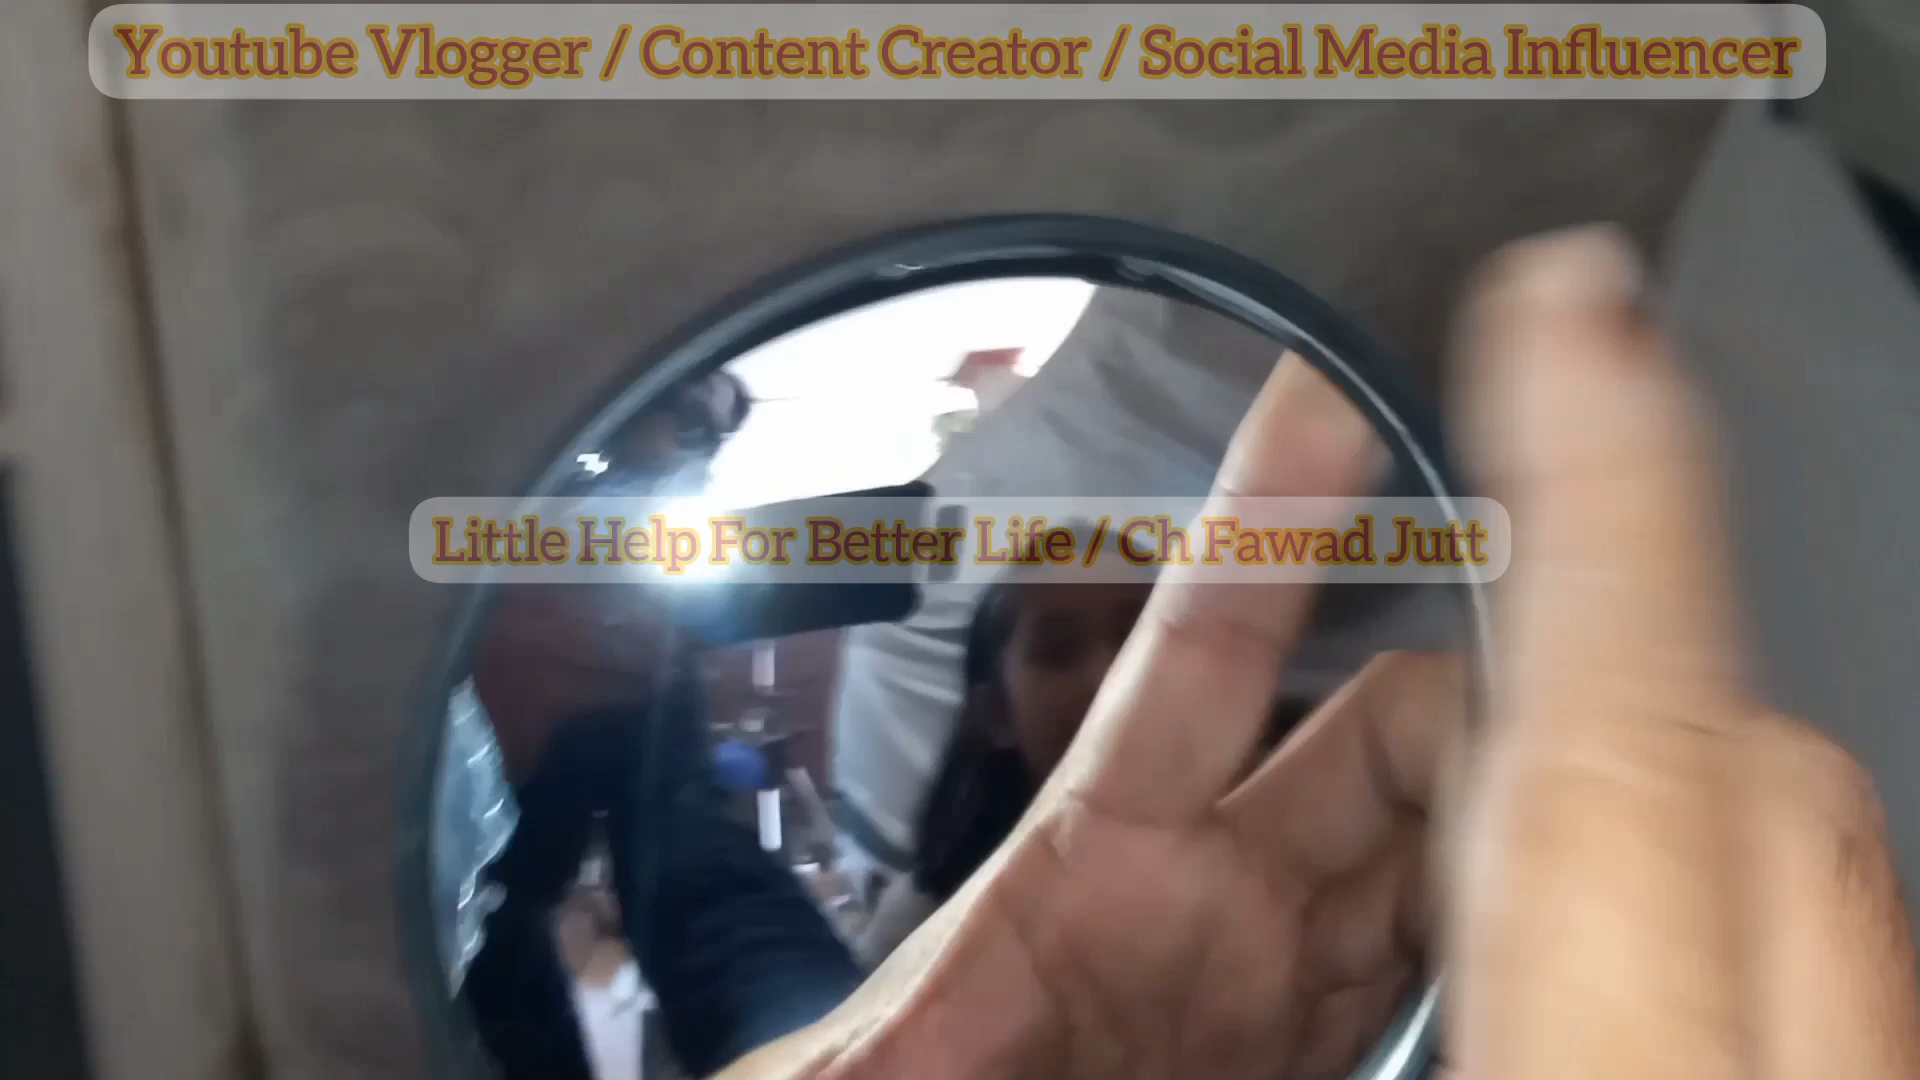 Youtube Vlogger / Content Creator / Social Media Influencer
Little Help For Better Life / Ch Fawad Jutt